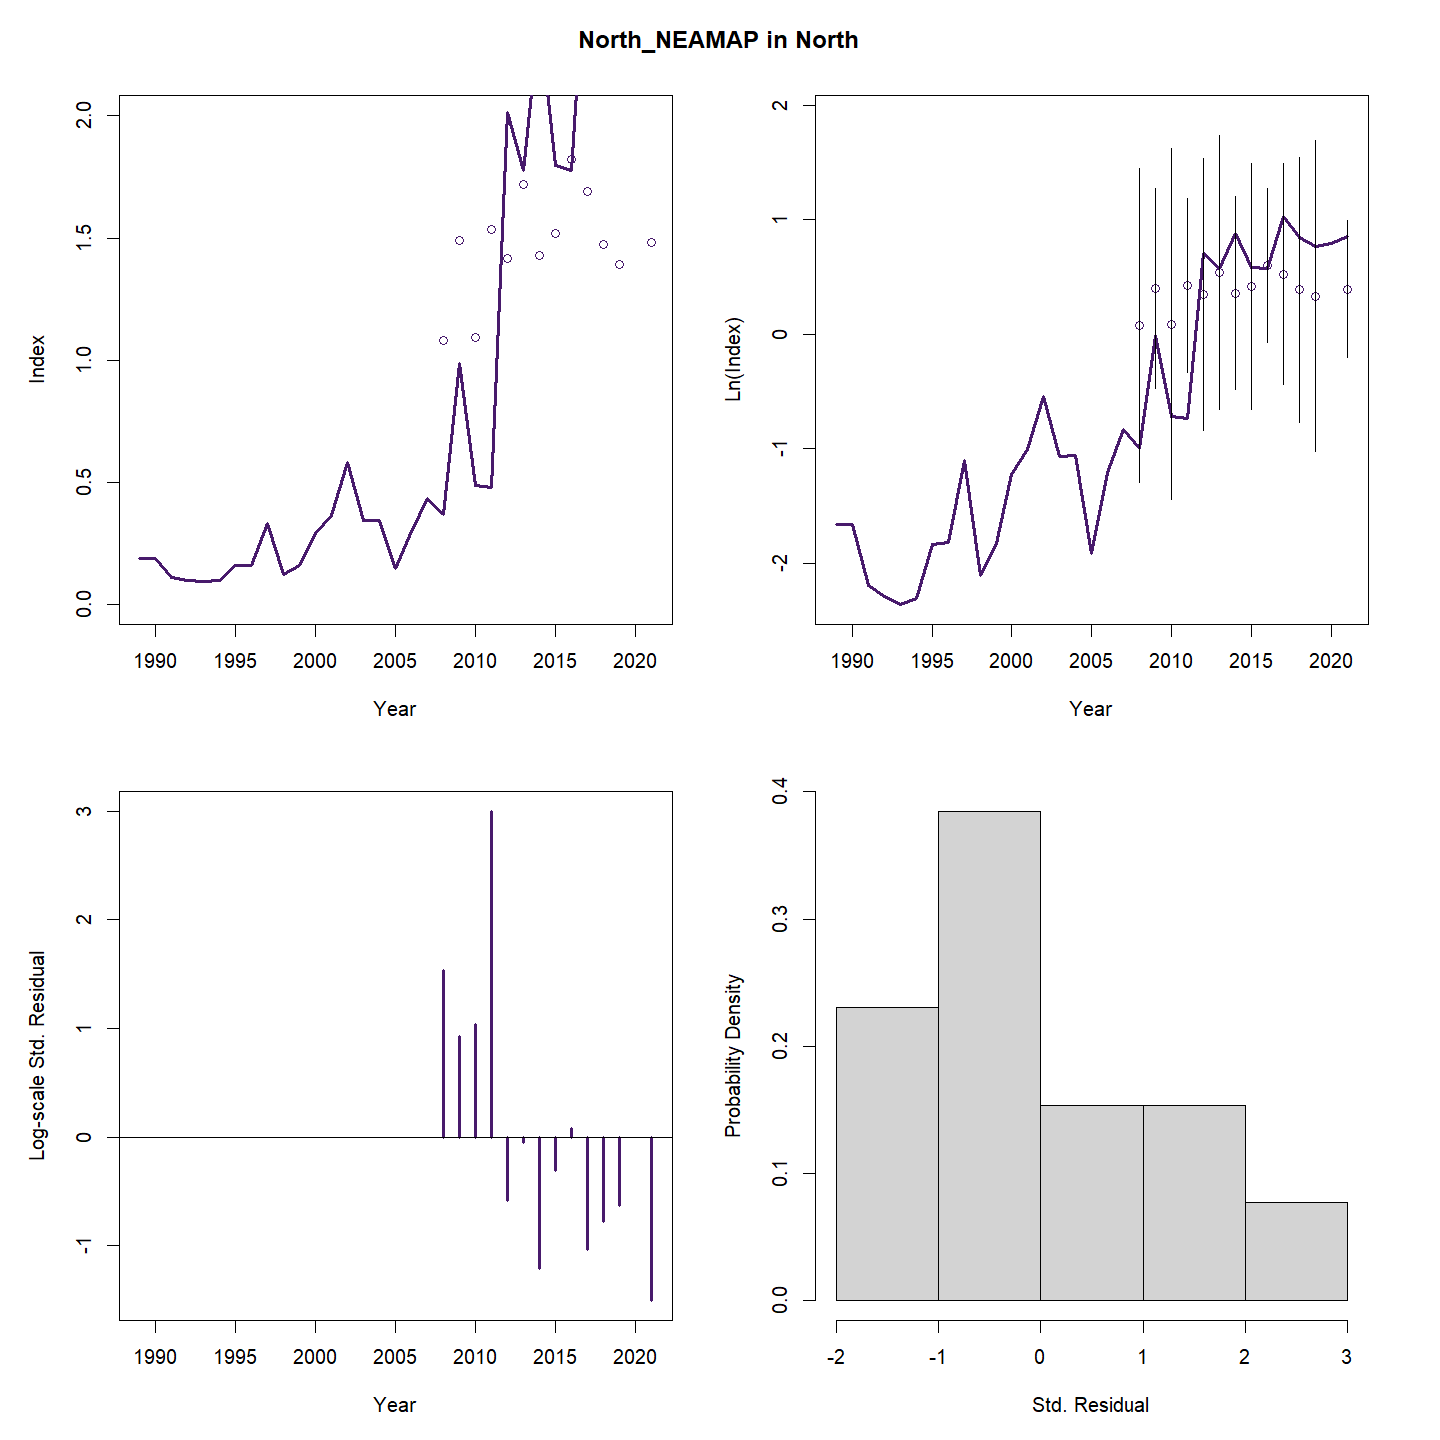 North_NEAMAP in North
Index
0.0 0.5 1.0 1.5 2.0
1990 1995 2000 2005 2010 2015 2020
Year
Ln(Index)
-2 -1 0 1 2
1990 1995 2000 2005 2010 2015 2020
Year
Log-scale Std. Residual
-1 0 1 2 3
1990 1995 2000 2005 2010 2015 2020
Year
Probability Density
0.0 0.1 0.2 0.3 0.4
-2 -1 0 1 2 3
Std. Residual